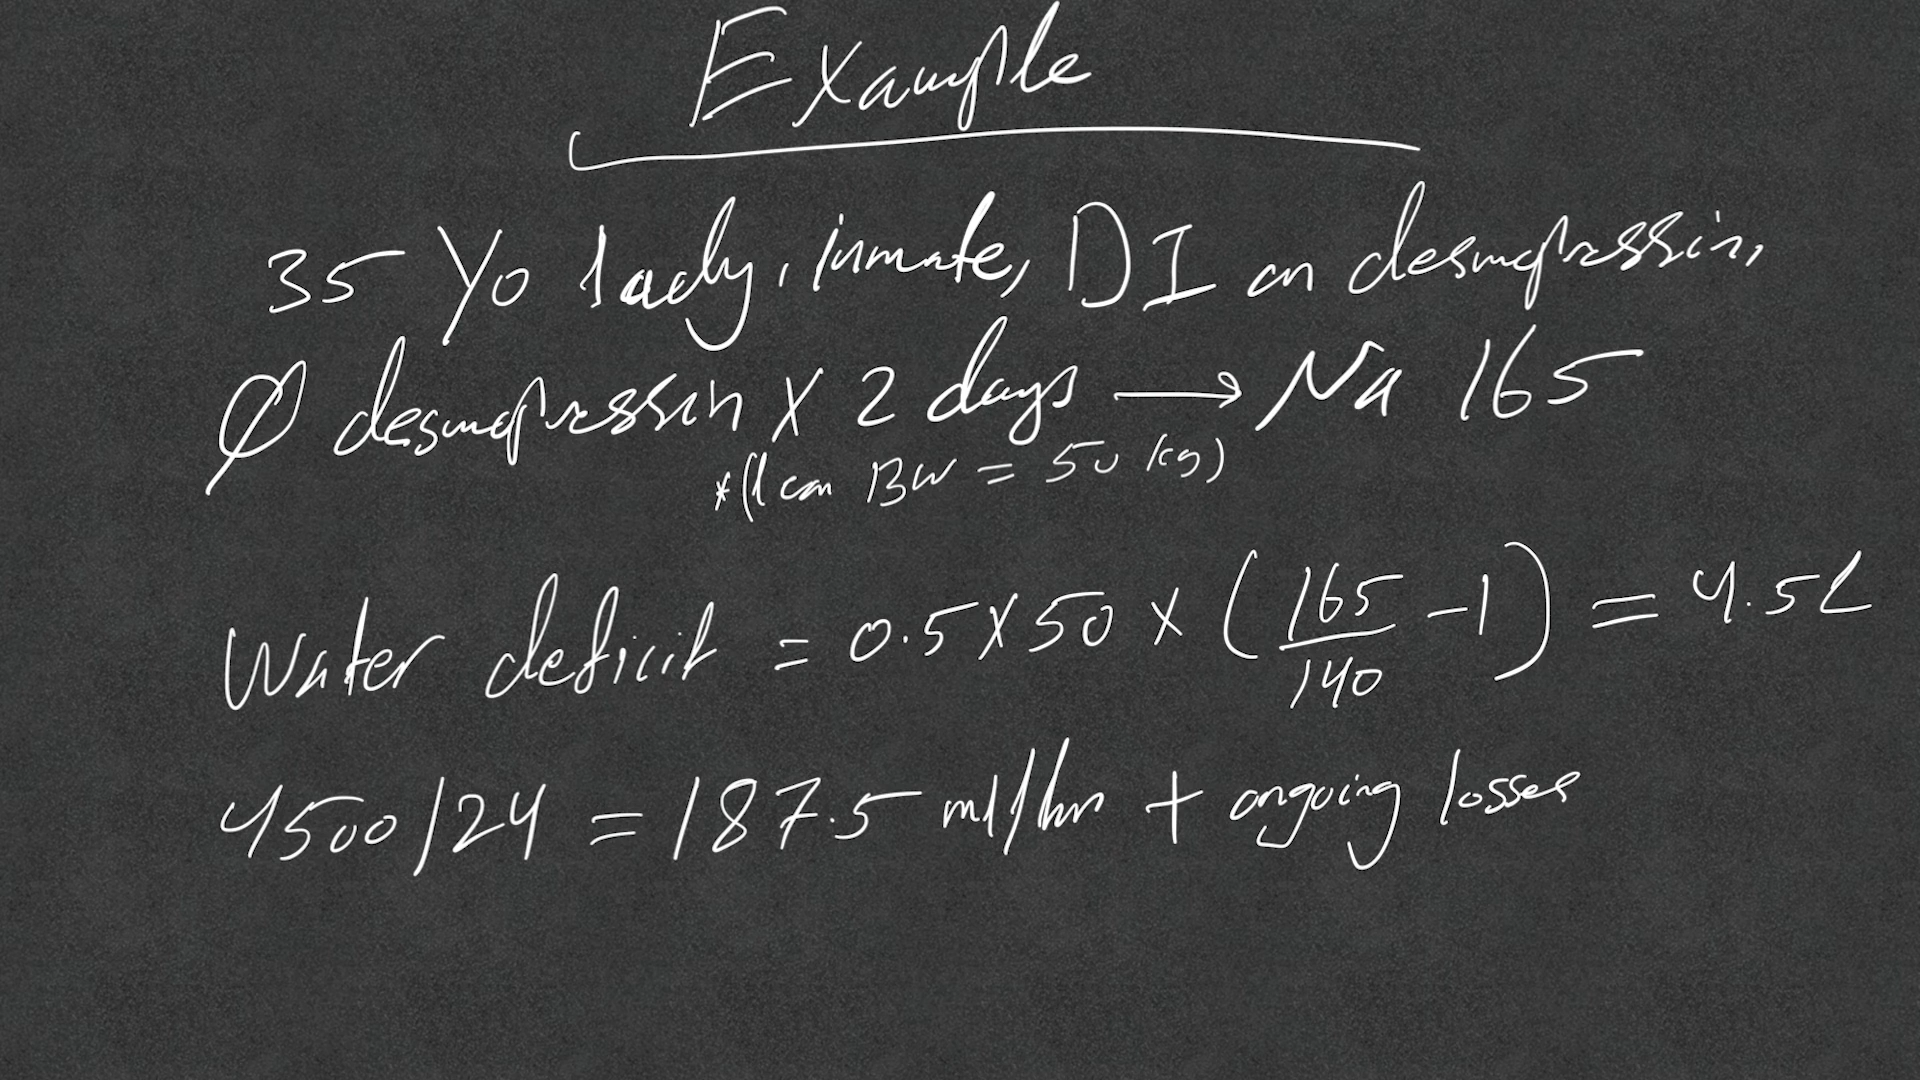 Example
35 Yo lady, inmate, DI on desmopressin,
Ø desmopressin x 2 days → Na 165
*(lean BW = 50 kg)
Water deficit = 0.5 x 50 x (165/140 - 1) = 4.5L
4500/24 = 187.5 ml/hr + ongoing losses